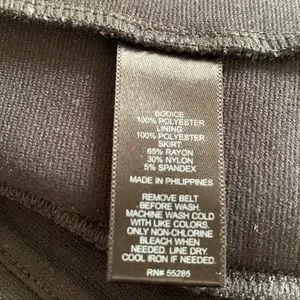 BODICE
100% POLYESTER
LINING
100% POLYESTER
SKIRT
65% RAYON
30% NYLON
5% SPANDEX
MADE IN PHILIPPINES
REMOVE BELT
BEFORE WASH.
MACHINE WASH COLD
WITH LIKE COLORS.
ONLY NON-CHLORINE
BLEACH WHEN
NEEDED. LINE DRY.
COOL IRON IF NEEDED.
RN# 55285